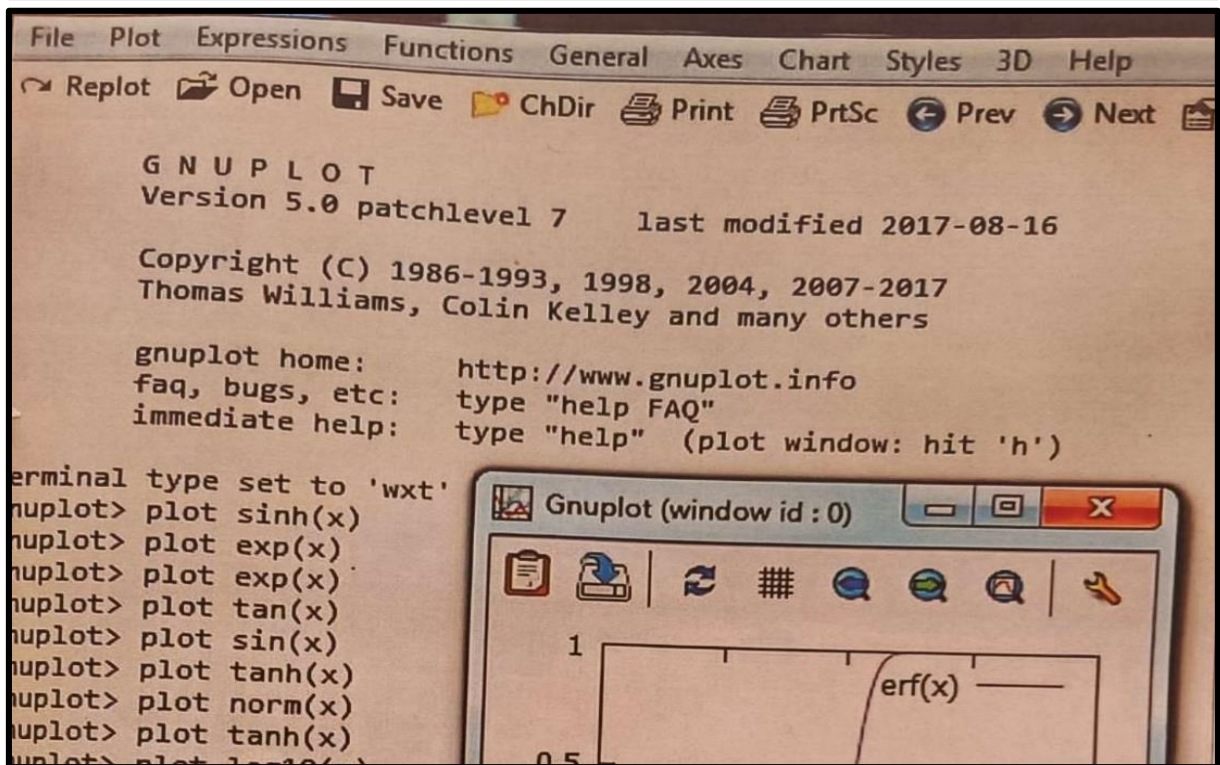 File Plot Expressions Functions General Axes Chart Styles 3D Help
Replot Open Save ChDir Print PrtSc Prev Next
G N U P L O T
Version 5.0 patchlevel 7 last modified 2017-08-16
Copyright (C) 1986-1993, 1998, 2004, 2007-2017
Thomas Williams, Colin Kelley and many others
gnuplot home: http://www.gnuplot.info
faq, bugs, etc: type "help FAQ"
immediate help: type "help" (plot window: hit 'h')
erminal type set to 'wxt'
nuplot> plot sinh(x)
nuplot> plot exp(x)
nuplot> plot exp(x)
nuplot> plot tan(x)
nuplot> plot sin(x)
nuplot> plot tanh(x)
nuplot> plot norm(x)
nuplot> plot tanh(x)
nuplot> plot
Gnuplot (window id : 0)
1
erf(x)
0.5